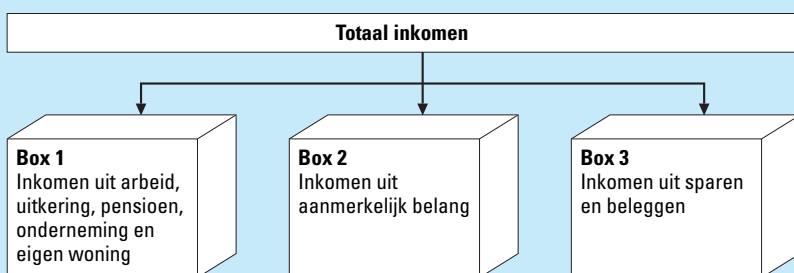 Totaal inkomen
Box 1
Inkomen uit arbeid,
uitkering, pensioen,
onderneming en
eigen woning
Box 2
Inkomen uit
aanmerkelijk belang
Box 3
Inkomen uit sparen
en beleggen